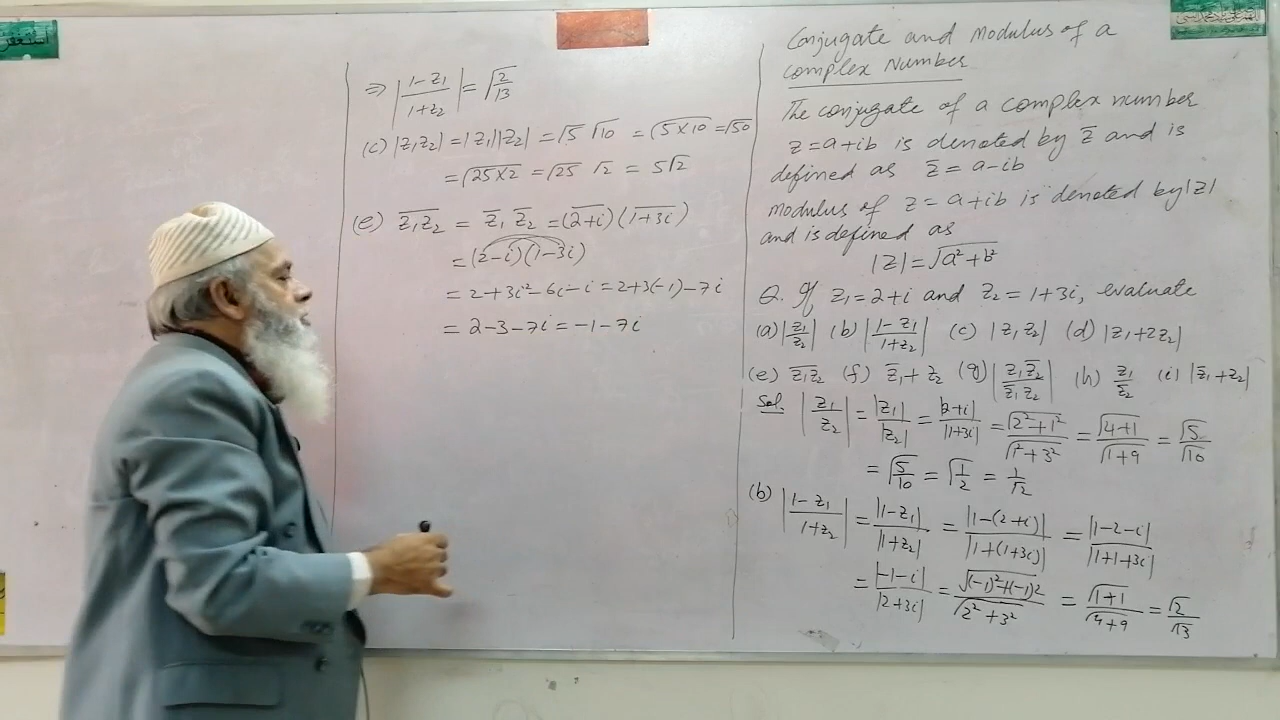 Conjugate and Modulus of a
Complex Number
The conjugate of a complex number
z = a+ib is denoted by z̅ and is
defined as z̅ = a-ib
Modulus of z = a+ib is denoted by |z|
and is defined as
|z| = √(a²+b²)
Q. If z₁ = 2+i and z₂ = 1+3i, evaluate
(a) |z₁/z₂| (b) |(1-z₁)/(1+z₂)| (c) |z₁z₂| (d) |z₁+2z₂|
(e) \overline{z₁z₂} (f) z̅₁+z₂ (g) |(z₁z̅₂)/(z̅₁z₂)| (h) z₁/z̅₂ (i) |z̅₁+z₂|
Sol. |z₁/z₂| = |z₁|/|z₂| = |2+i|/|1+3i| = √(2²+1²)/√(1²+3²) = √(4+1)/√(1+9) = √5/√10
= √(5/10) = √(1/2) = 1/√2
(b) |(1-z₁)/(1+z₂)| = |1-z₁|/|1+z₂| = |1-(2+i)|/|1+(1+3i)| = |1-2-i|/|1+1+3i|
= |-1-i|/|2+3i| = √((-1)²+(-1)²)/√(2²+3²) = √(1+1)/√(4+9) = √2/√13
⇒ |(1-z₁)/(1+z₂)| = √(2/13)
(c) |z₁z₂| = |z₁||z₂| = √5 √10 = √(5×10) = √50
= √(25×2) = √25 √2 = 5√2
(e) \overline{z₁z₂} = z̅₁ z̅₂ = (\overline{2+i})(\overline{1+3i})
= (2-i)(1-3i)
= 2+3i²-6i-i = 2+3(-1)-7i
= 2-3-7i = -1-7i